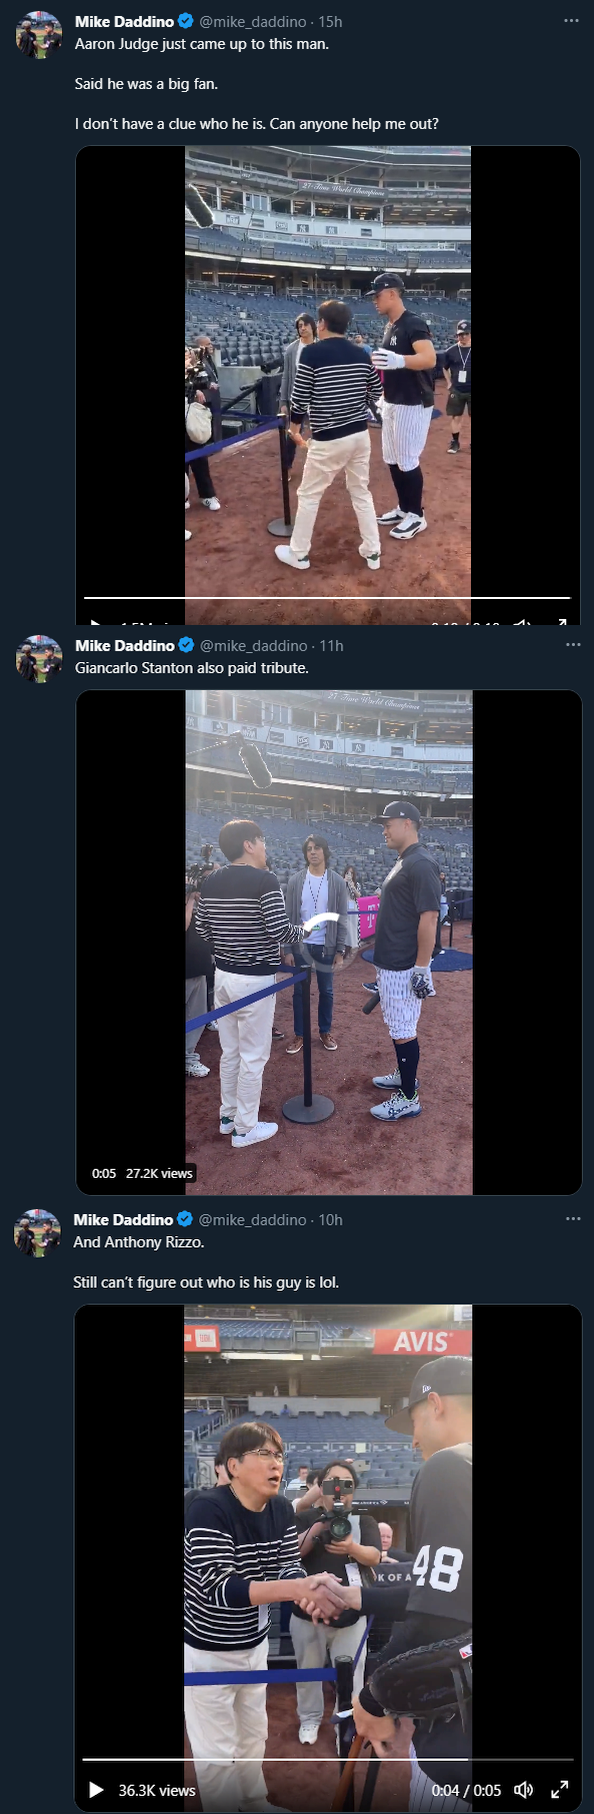 Mike Daddino @mike_daddino · 15h
Aaron Judge just came up to this man.
Said he was a big fan.
I don't have a clue who he is. Can anyone help me out?
27-Time World Champions
Mike Daddino @mike_daddino · 11h
Giancarlo Stanton also paid tribute.
27-Time World Champions
T
0:05 27.2K views
Mike Daddino @mike_daddino · 10h
And Anthony Rizzo.
Still can't figure out who is his guy is lol.
AVIS
48
K OF A
36.3K views
0:04 / 0:05